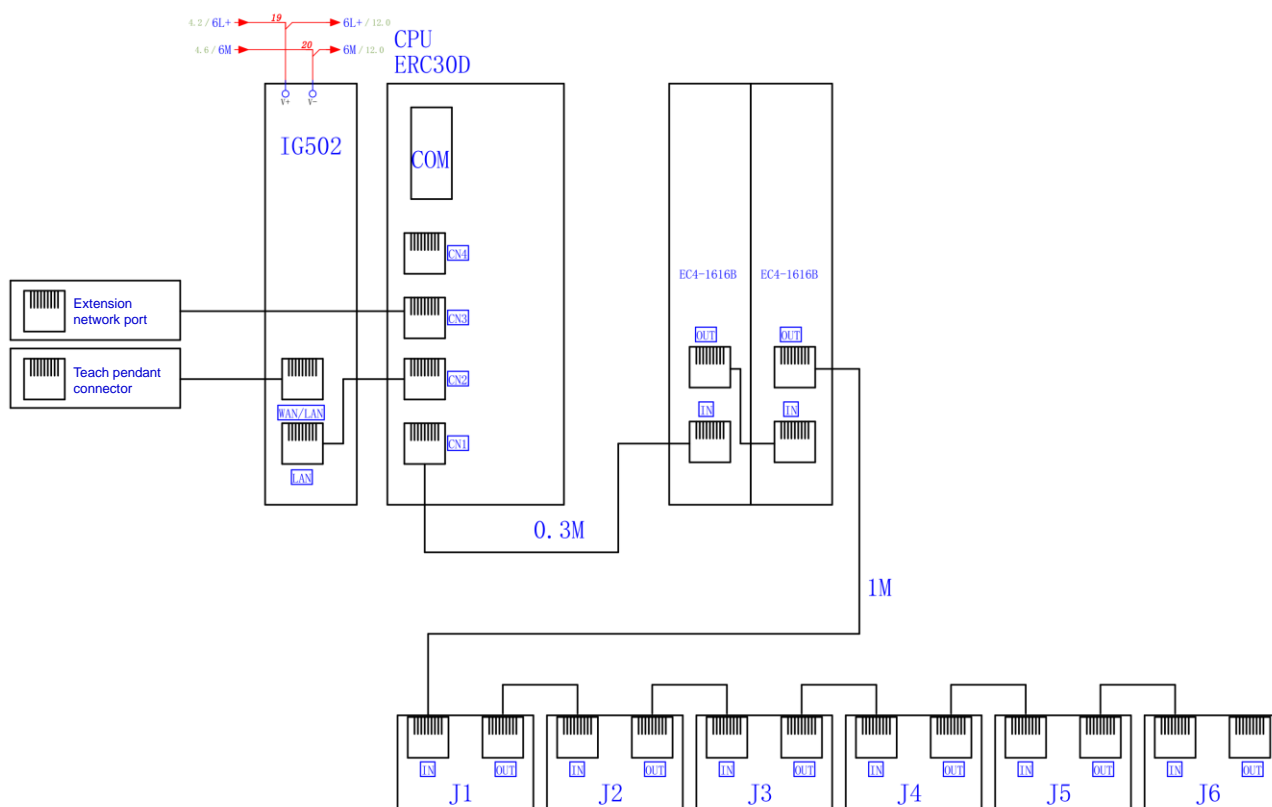 4.2/6L+ 19 6L+/12.0
4.6/6M 20 6M/12.0
CPU
ERC30D
V+ V-
IG502
COM
CN4
EC4-1616B EC4-1616B
Extension
network port
CN3
OUT OUT
Teach pendant
connector
CN2
WAN/LAN
IN IN
CN1
LAN
0.3M
1M
IN OUT IN OUT IN OUT IN OUT IN OUT IN OUT
J1 J2 J3 J4 J5 J6